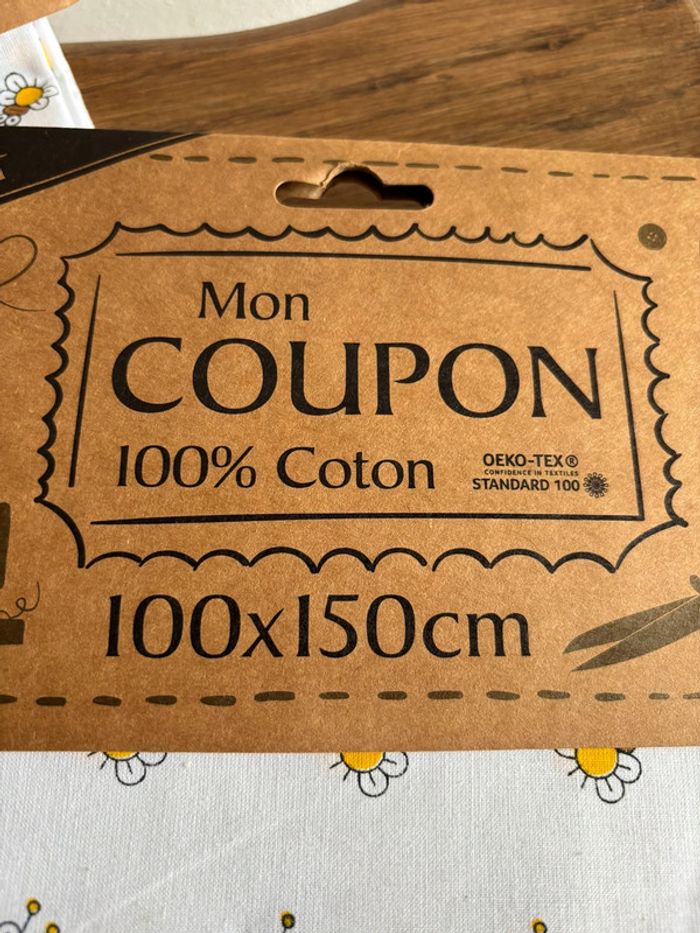 Mon
COUPON
100% Coton
OEKO-TEX®
CONFIDENCE IN TEXTILES
STANDARD 100
100x150cm